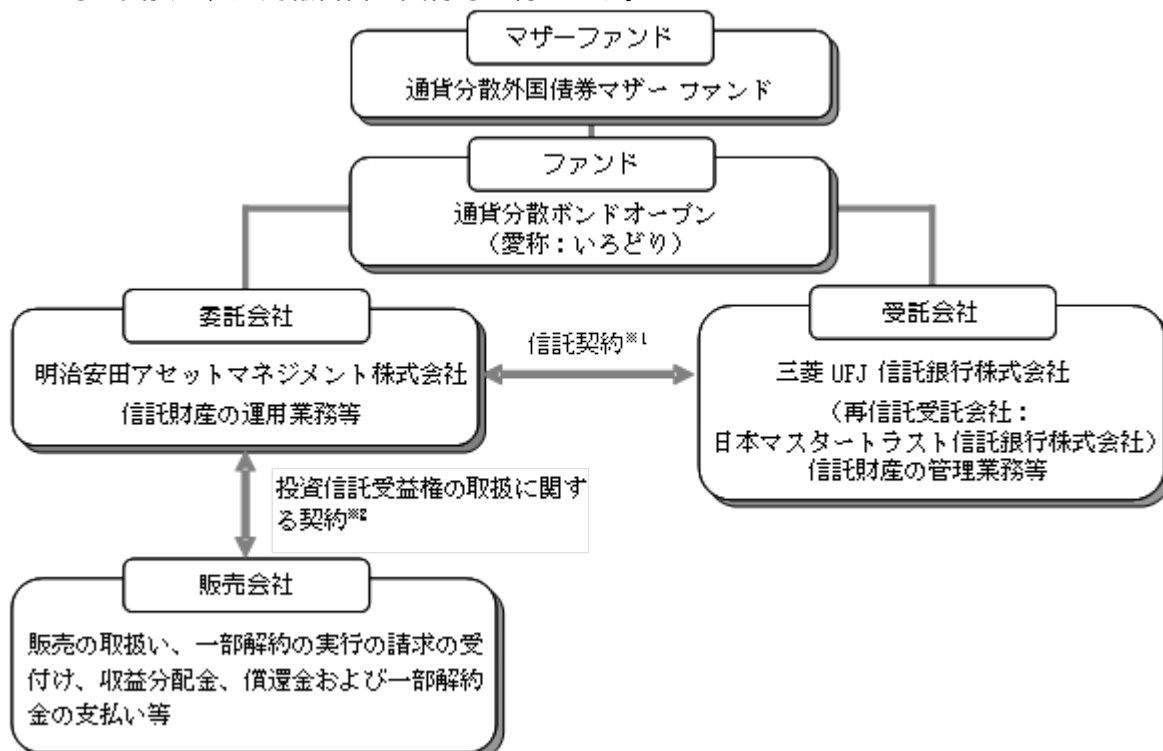 マザーファンド
通貨分散外国債券マザーファンド
ファンド
通貨分散ボンドオープン
（愛称：いろどり）
委託会社
明治安田アセットマネジメント株式会社
信託財産の運用業務等
信託契約※1
受託会社
三菱 UFJ 信託銀行株式会社
（再信託受託会社：
日本マスタートラスト信託銀行株式会社）
信託財産の管理業務等
投資信託受益権の取扱に関す
る契約※2
販売会社
販売の取扱い、一部解約の実行の請求の受
付け、収益分配金、償還金および一部解約
金の支払い等